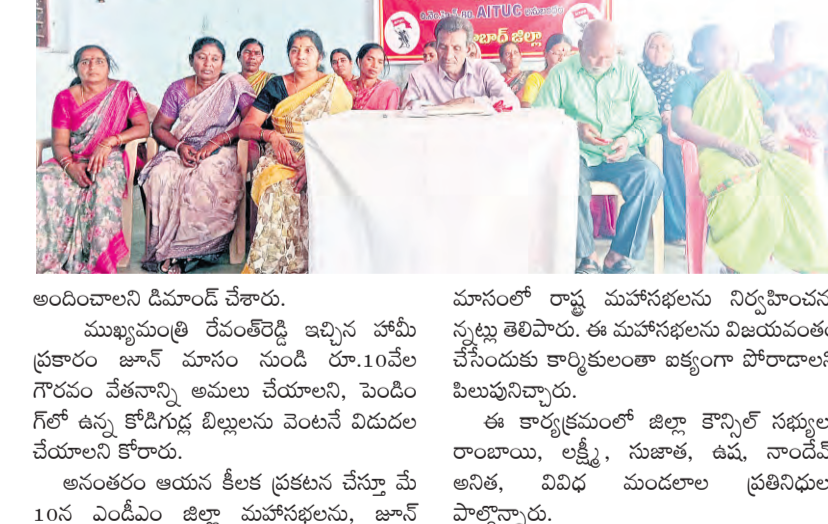 AITUC
బాద్ జిల్లా
అందించాలని డిమాండ్ చేశారు.
ముఖ్యమంత్రి రేవంత్‌రెడ్డి ఇచ్చిన హామీ
ప్రకారం జూన్ మాసం నుండి రూ.10వేల
గౌరవం వేతనాన్ని అమలు చేయాలని, పెండిం
గ్‌లో ఉన్న కోడిగుడ్ల బిల్లులను వెంటనే విడుదల
చేయాలని కోరారు.
అనంతరం ఆయన కీలక ప్రకటన చేస్తూ మే
10న ఎండీఎం జిల్లా మహాసభలను, జూన్
మాసంలో రాష్ట్ర మహాసభలను నిర్వహించను
న్నట్లు తెలిపారు. ఈ మహాసభలను విజయవంతం
చేసేందుకు కార్మికులంతా ఐక్యంగా పోరాడాలని
పిలుపునిచ్చారు.
ఈ కార్యక్రమంలో జిల్లా కౌన్సిల్ సభ్యులు
రాంబాయి, లక్ష్మీ, సుజాత, ఉష, నాందేవ్
అనిత, వివిధ మండలాల ప్రతినిధులు
పాల్గొన్నారు.